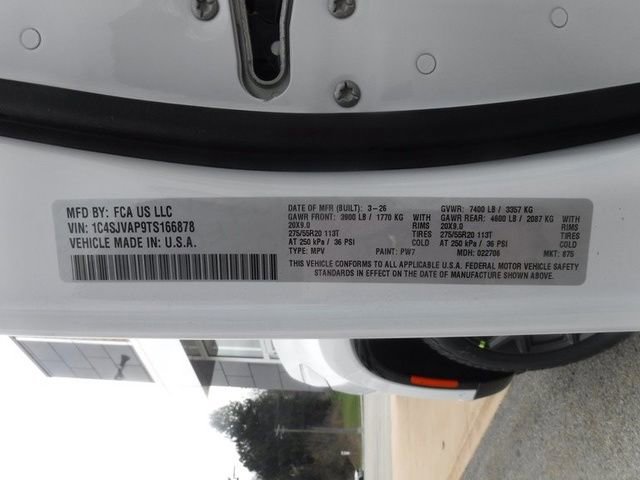 MFD BY: FCA US LLC
VIN: 1C4SJVAP9TS166878
VEHICLE MADE IN U.S.A.
DATE OF MFR (BUILT): 3-26 GVWR: 7400 LB / 3357 KG
GAWR FRONT: 3900 LB / 1770 KG WITH GAWR REAR: 4600 LB / 2087 KG WITH
20X9.0 RIMS 20X9.0 RIMS
275/55R20 113T TIRES 275/55R20 113T TIRES
AT 250 kPa / 36 PSI COLD AT 250 kPa / 36 PSI COLD
TYPE: MPV PAINT: PW7 MDH: 022706 MKT: 875
THIS VEHICLE CONFORMS TO ALL APPLICABLE U.S.A. FEDERAL MOTOR VEHICLE SAFETY
STANDARDS IN EFFECT ON THE DATE OF MANUFACTURE SHOWN ABOVE.